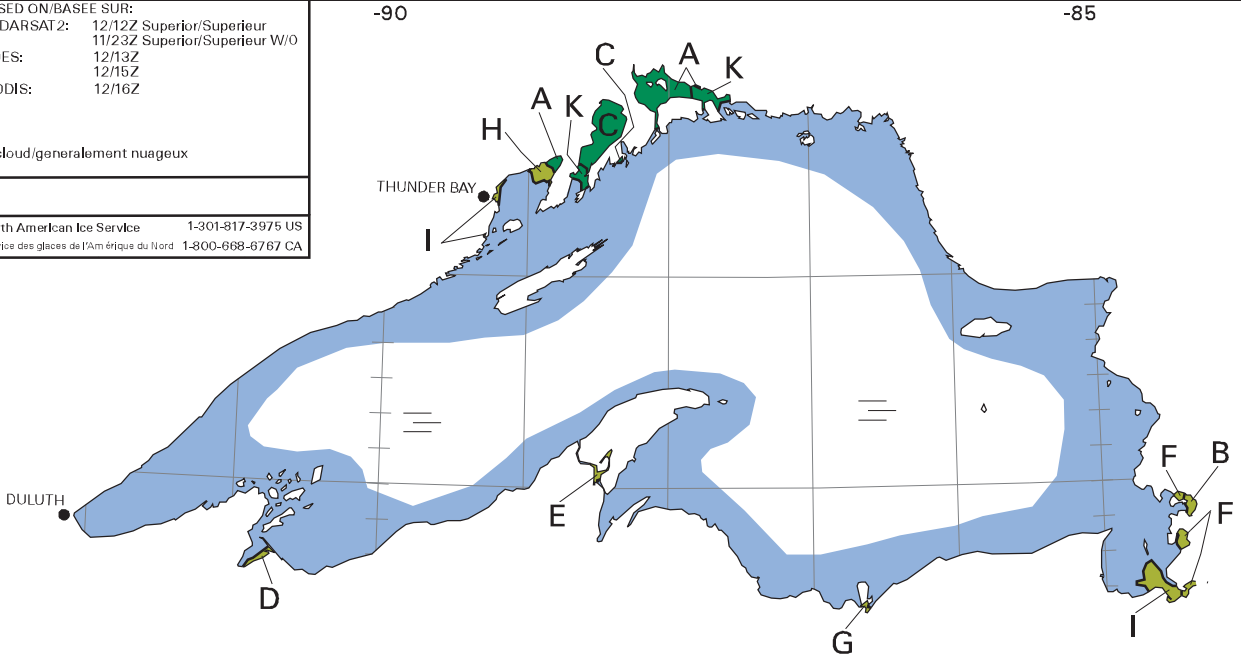 -90 -85
SED ON/BASEE SUR:
DARSAT2: 12/12Z Superior/Superieur
11/23Z Superior/Superieur W/O
ES: 12/13Z
12/15Z
ODIS: 12/16Z
cloud/generalement nuageux
rth American Ice Service 1-301-817-3975 US
vice des glaces de l'Amérique du Nord 1-800-668-6767 CA
C A K
A K
C
H
THUNDER BAY
I
F B
DULUTH
E F
D
G I